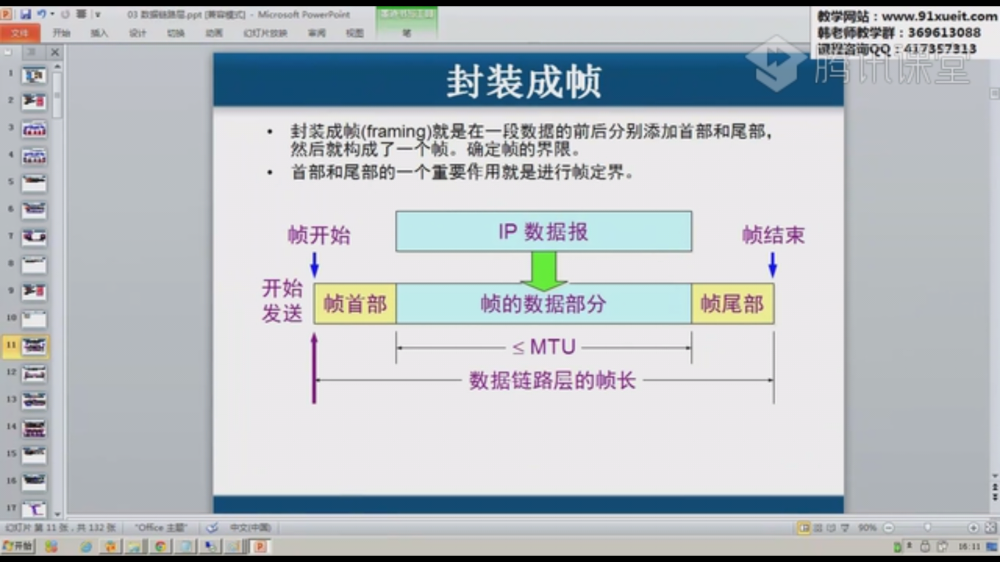 03 数据链路层.ppt [兼容模式] - Microsoft PowerPoint
教学网站：www.91xueit.com
韩老师教学群：369613088
课程咨询QQ：417357313
腾讯课堂
文件 开始 插入 设计 切换 动画 幻灯片放映 审阅 视图 笔
封装成帧
• 封装成帧(framing)就是在一段数据的前后分别添加首部和尾部，
然后就构成了一个帧。确定帧的界限。
• 首部和尾部的一个重要作用就是进行帧定界。
IP 数据报
帧开始
帧结束
开始
发送
帧首部
帧的数据部分
帧尾部
≤ MTU
数据链路层的帧长
1
2
3
4
5
6
7
8
9
10
11
12
13
14
15
16
17
幻灯片 第 11 张，共 132 张 "Office 主题" 中文(中国) 90%
开始 16:11